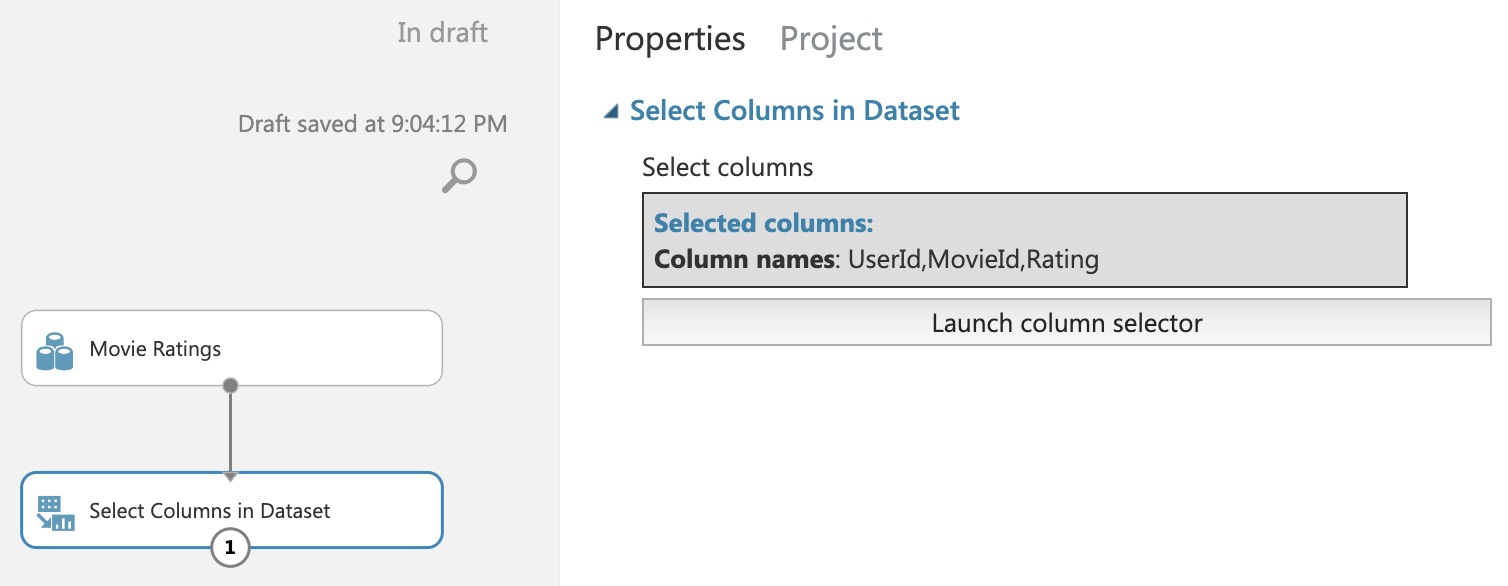 In draft
Draft saved at 9:04:12 PM
Movie Ratings
Select Columns in Dataset
1
Properties Project
Select Columns in Dataset
Select columns
Selected columns:
Column names: UserId,MovieId,Rating
Launch column selector